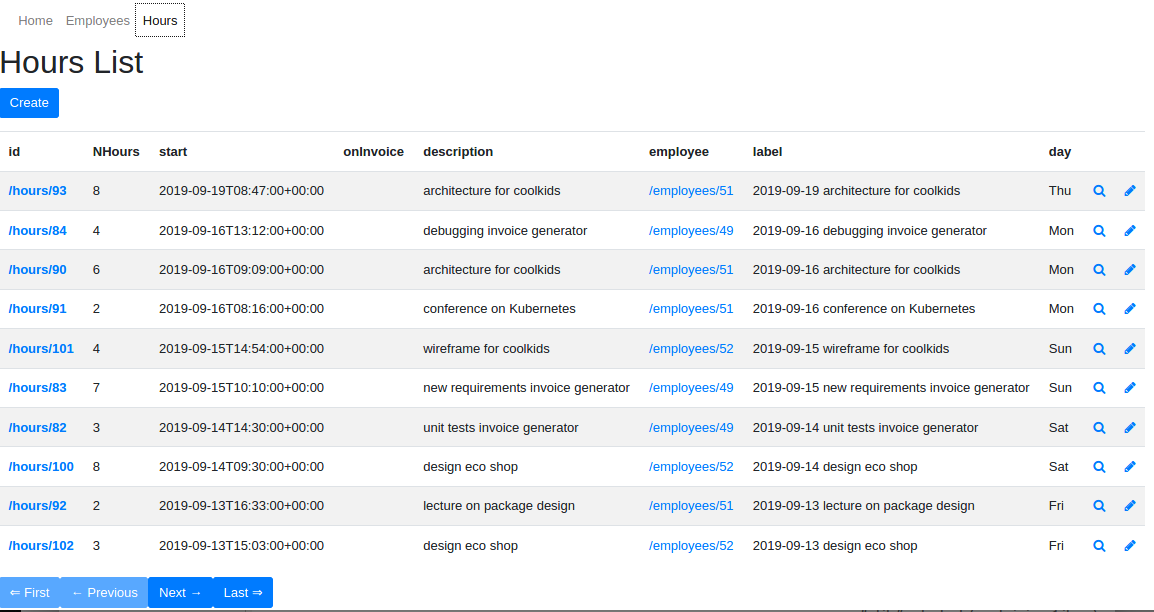 Home Employees Hours
Hours List
Create
id NHours start onInvoice description employee label day
/hours/93 8 2019-09-19T08:47:00+00:00 architecture for coolkids /employees/51 2019-09-19 architecture for coolkids Thu
/hours/84 4 2019-09-16T13:12:00+00:00 debugging invoice generator /employees/49 2019-09-16 debugging invoice generator Mon
/hours/90 6 2019-09-16T09:09:00+00:00 architecture for coolkids /employees/51 2019-09-16 architecture for coolkids Mon
/hours/91 2 2019-09-16T08:16:00+00:00 conference on Kubernetes /employees/51 2019-09-16 conference on Kubernetes Mon
/hours/101 4 2019-09-15T14:54:00+00:00 wireframe for coolkids /employees/52 2019-09-15 wireframe for coolkids Sun
/hours/83 7 2019-09-15T10:10:00+00:00 new requirements invoice generator /employees/49 2019-09-15 new requirements invoice generator Sun
/hours/82 3 2019-09-14T14:30:00+00:00 unit tests invoice generator /employees/49 2019-09-14 unit tests invoice generator Sat
/hours/100 8 2019-09-14T09:30:00+00:00 design eco shop /employees/52 2019-09-14 design eco shop Sat
/hours/92 2 2019-09-13T16:33:00+00:00 lecture on package design /employees/51 2019-09-13 lecture on package design Fri
/hours/102 3 2019-09-13T15:03:00+00:00 design eco shop /employees/52 2019-09-13 design eco shop Fri
⇐ First ← Previous Next → Last ⇒